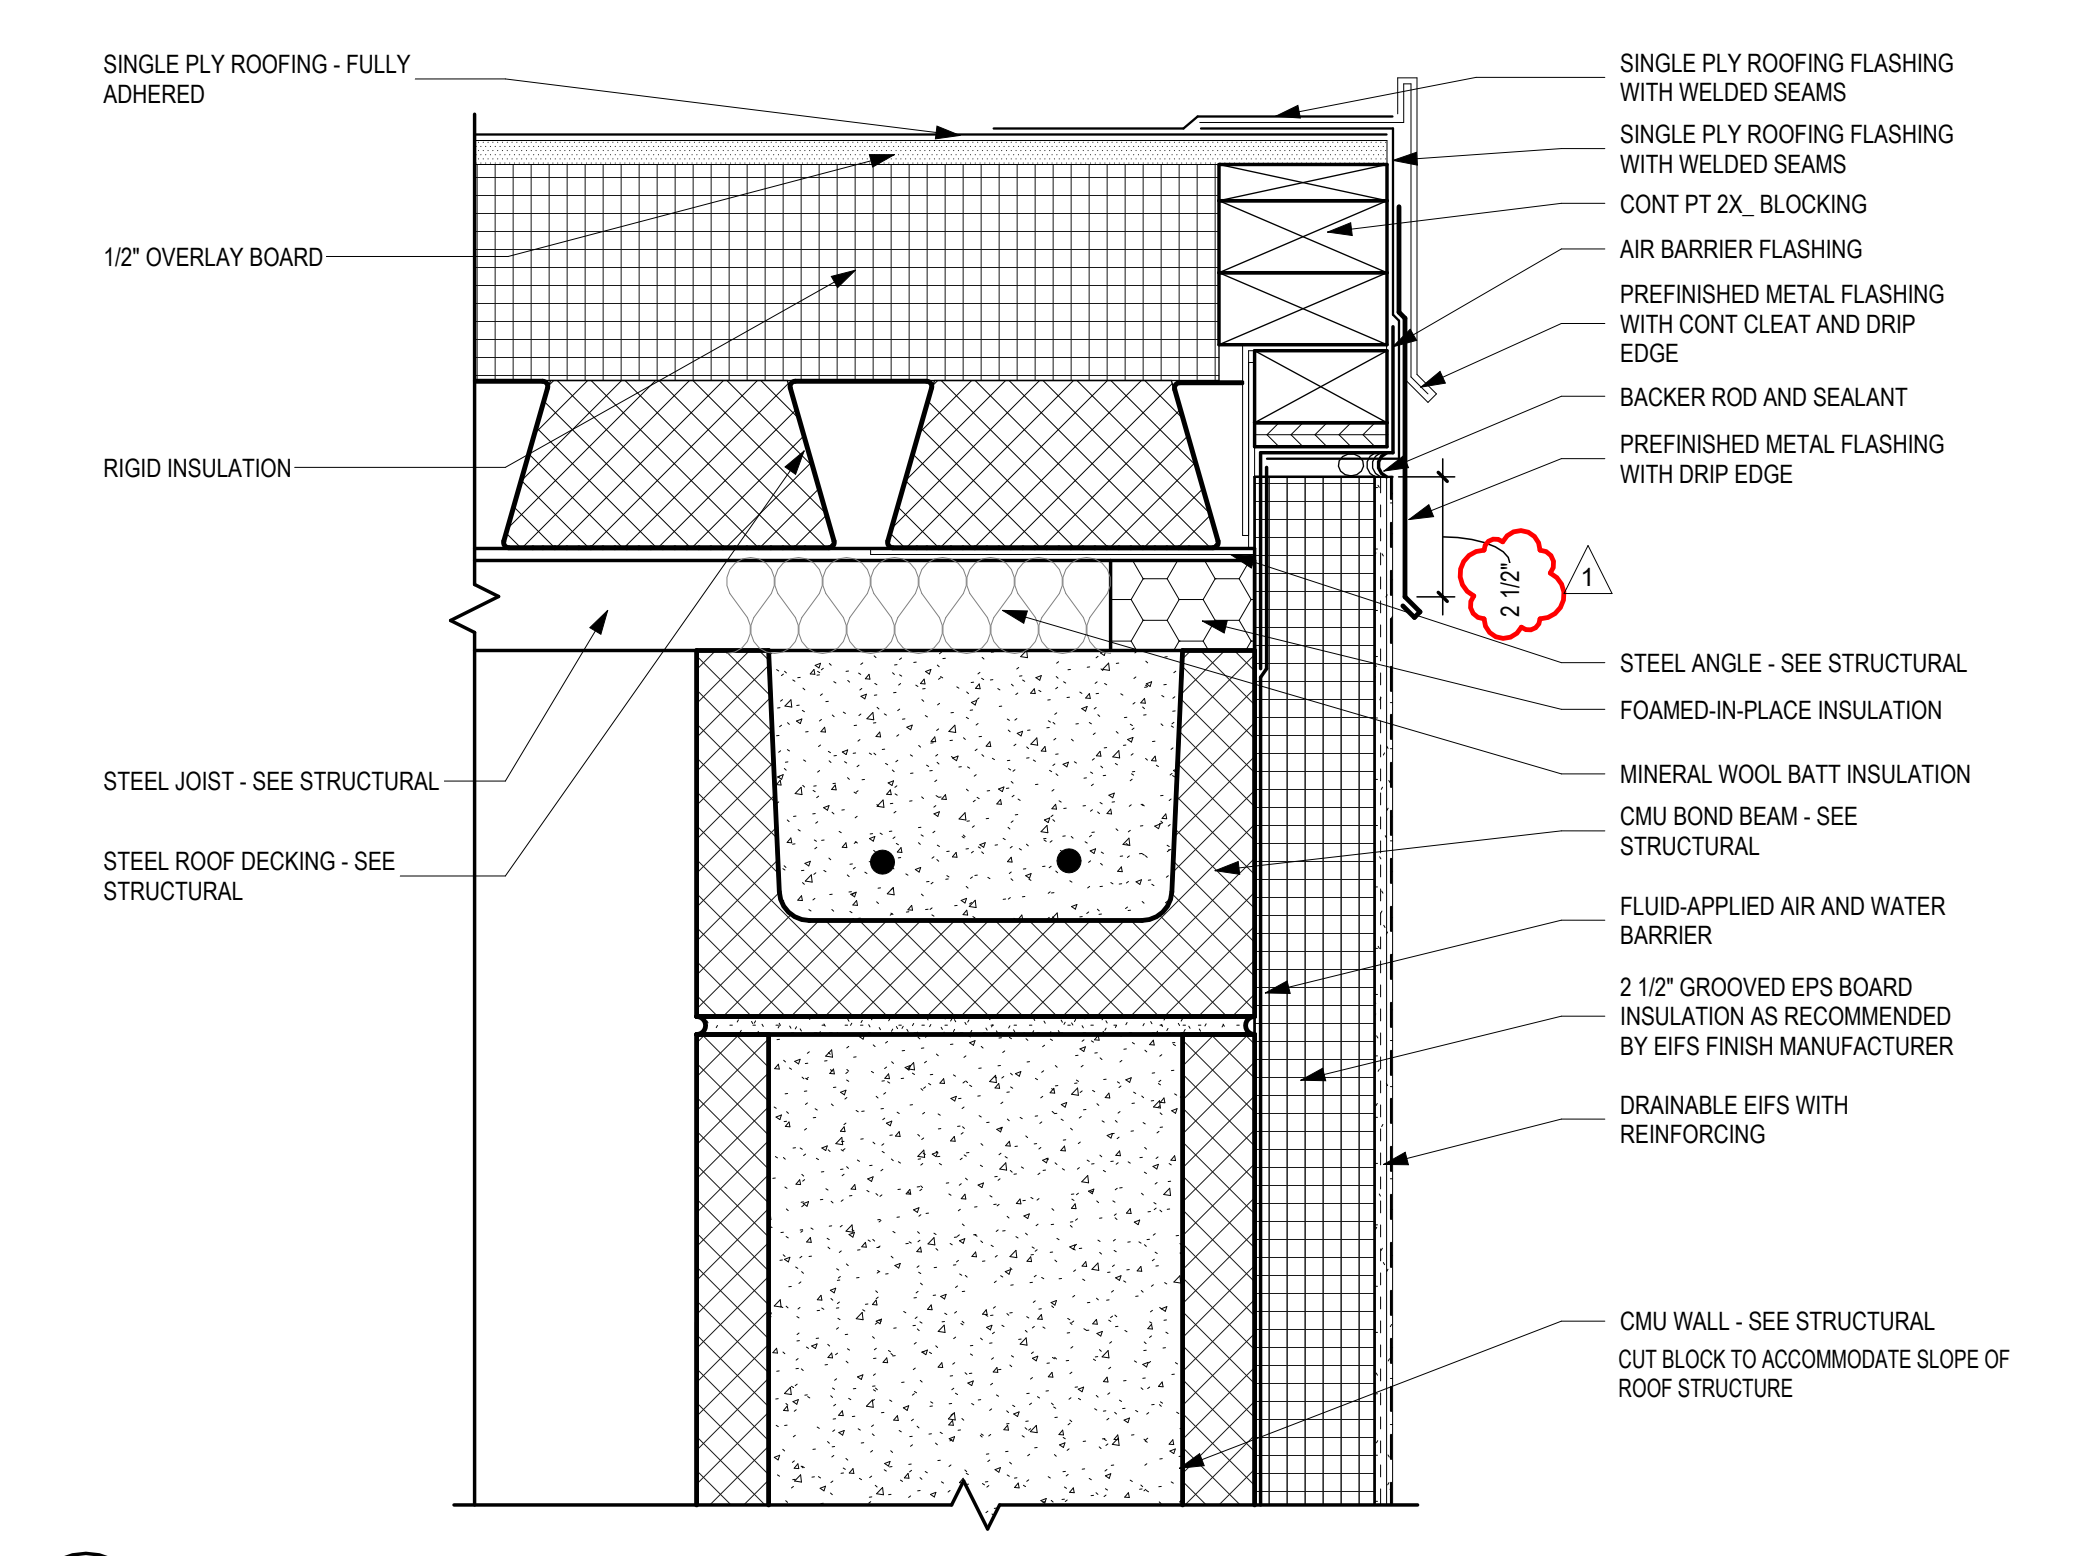 SINGLE PLY ROOFING - FULLY
ADHERED
1/2" OVERLAY BOARD
RIGID INSULATION
STEEL JOIST - SEE STRUCTURAL
STEEL ROOF DECKING - SEE
STRUCTURAL
SINGLE PLY ROOFING FLASHING
WITH WELDED SEAMS
SINGLE PLY ROOFING FLASHING
WITH WELDED SEAMS
CONT PT 2X_ BLOCKING
AIR BARRIER FLASHING
PREFINISHED METAL FLASHING
WITH CONT CLEAT AND DRIP
EDGE
BACKER ROD AND SEALANT
PREFINISHED METAL FLASHING
WITH DRIP EDGE
2 1/2"
1
STEEL ANGLE - SEE STRUCTURAL
FOAMED-IN-PLACE INSULATION
MINERAL WOOL BATT INSULATION
CMU BOND BEAM - SEE
STRUCTURAL
FLUID-APPLIED AIR AND WATER
BARRIER
2 1/2" GROOVED EPS BOARD
INSULATION AS RECOMMENDED
BY EIFS FINISH MANUFACTURER
DRAINABLE EIFS WITH
REINFORCING
CMU WALL - SEE STRUCTURAL
CUT BLOCK TO ACCOMMODATE SLOPE OF
ROOF STRUCTURE